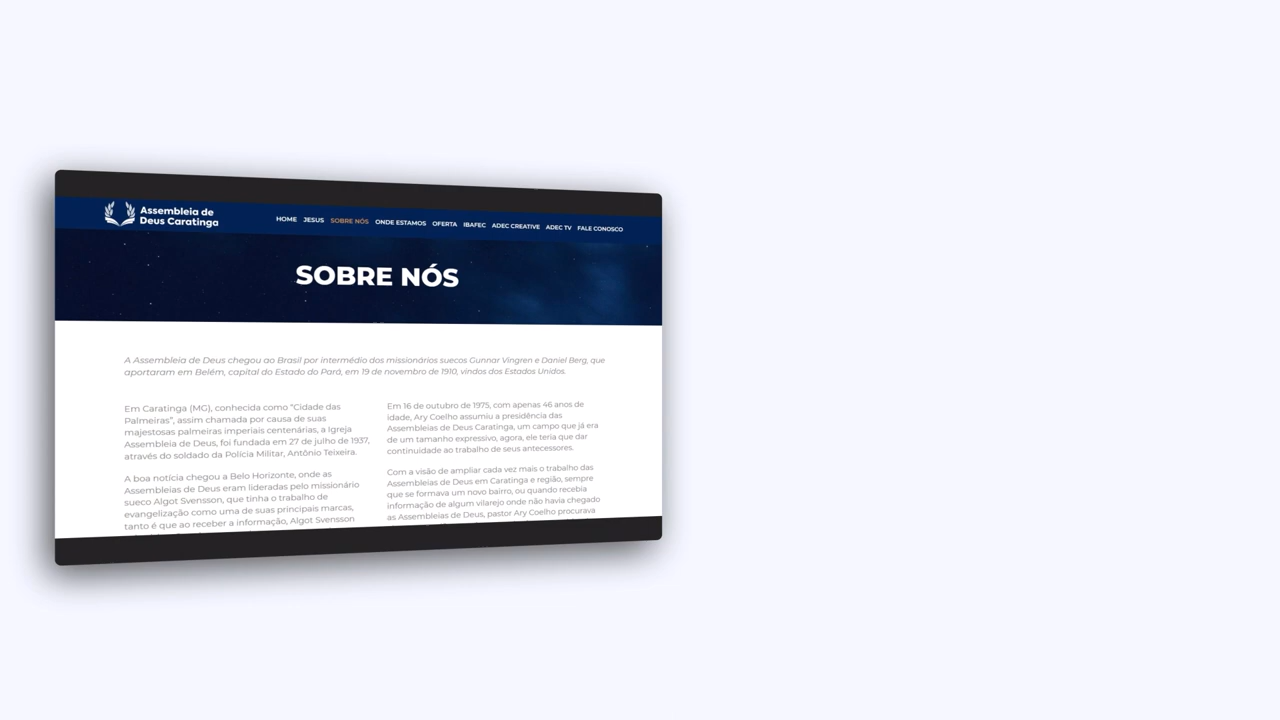 Assembleia de
Deus Caratinga
HOME JESUS SOBRE NÓS ONDE ESTAMOS OFERTA IBAFEC ADEC CREATIVE ADEC TV FALE CONOSCO
SOBRE NÓS
A Assembleia de Deus chegou ao Brasil por intermédio dos missionários suecos Gunnar Vingren e Daniel Berg, que
aportaram em Belém, capital do Estado do Pará, em 19 de novembro de 1910, vindos dos Estados Unidos.
Em Caratinga (MG), conhecida como “Cidade das
Palmeiras”, assim chamada por causa de suas
majestosas palmeiras imperiais centenárias, a Igreja
Assembleia de Deus, foi fundada em 27 de julho de 1937,
através do soldado da Polícia Militar, Antônio Teixeira.
A boa notícia chegou a Belo Horizonte, onde as
Assembleias de Deus eram lideradas pelo missionário
sueco Algot Svensson, que tinha o trabalho de
evangelização como uma de suas principais marcas,
tanto é que ao receber a informação, Algot Svensson
Em 16 de outubro de 1975, com apenas 46 anos de
idade, Ary Coelho assumiu a presidência das
Assembleias de Deus Caratinga, um campo que já era
de um tamanho expressivo, agora, ele teria que dar
continuidade ao trabalho de seus antecessores.
Com a visão de ampliar cada vez mais o trabalho das
Assembleias de Deus em Caratinga e região, sempre
que se formava um novo bairro, ou quando recebia
informação de algum vilarejo onde não havia chegado
as Assembleias de Deus, pastor Ary Coelho procurava